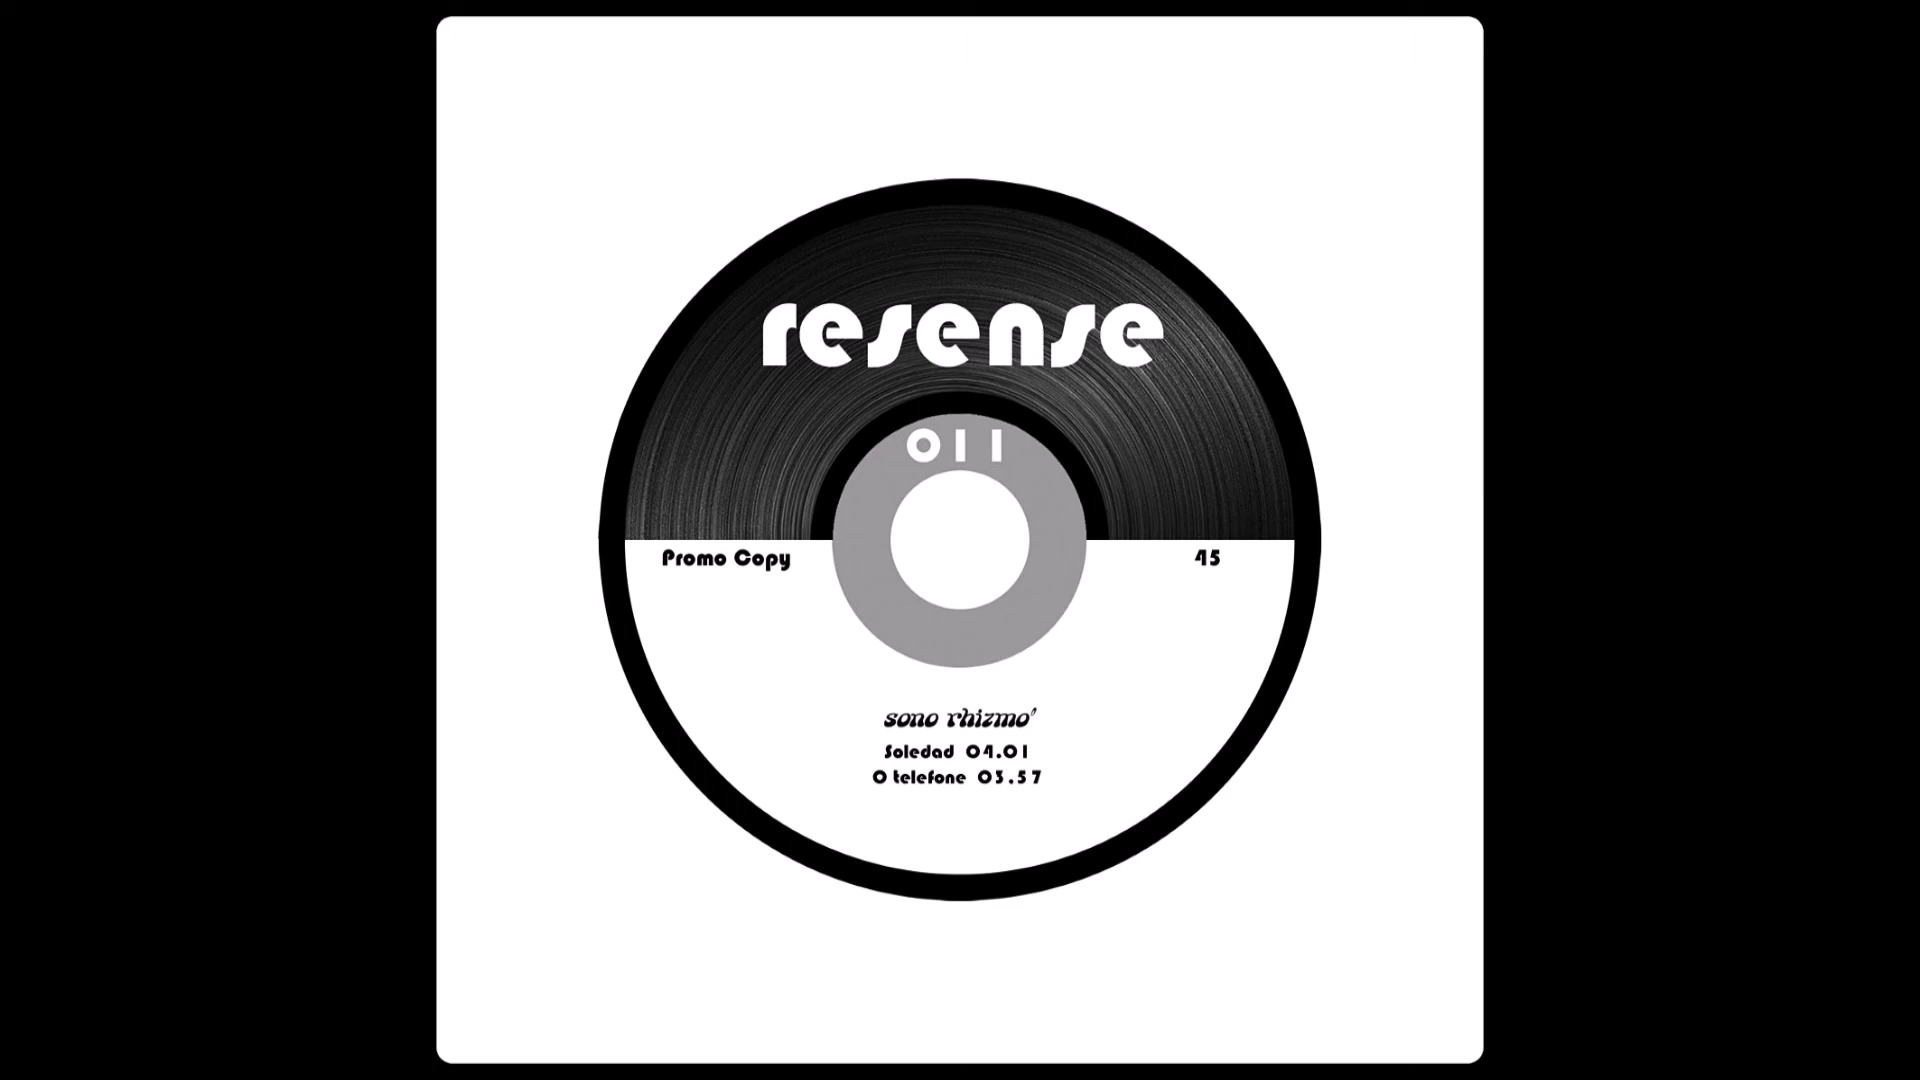 resense
011
Promo Copy 45
sono rhizmo'
Soledad 04.01
O telefone 03.57